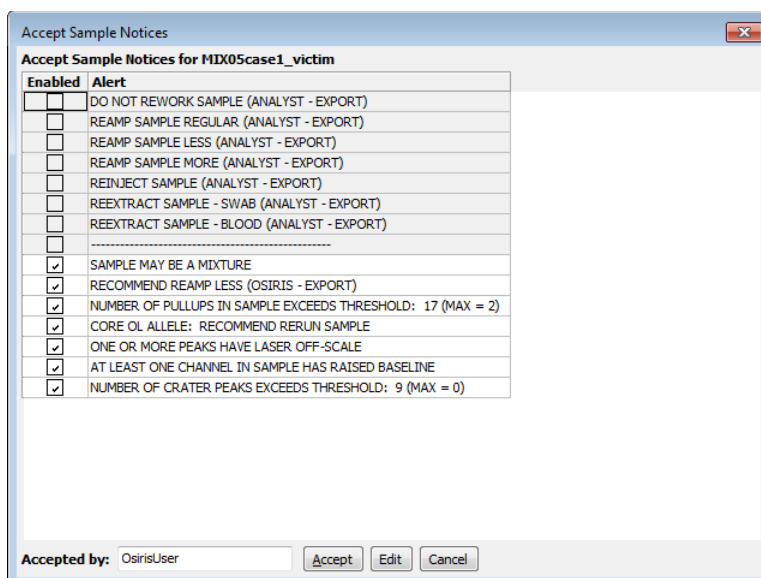 Accept Sample Notices
Accept Sample Notices for MIX05case1_victim
Enabled Alert
DO NOT REWORK SAMPLE (ANALYST - EXPORT)
REAMP SAMPLE REGULAR (ANALYST - EXPORT)
REAMP SAMPLE LESS (ANALYST - EXPORT)
REAMP SAMPLE MORE (ANALYST - EXPORT)
REINJECT SAMPLE (ANALYST - EXPORT)
REEXTRACT SAMPLE - SWAB (ANALYST - EXPORT)
REEXTRACT SAMPLE - BLOOD (ANALYST - EXPORT)
--------------------------------------------------
SAMPLE MAY BE A MIXTURE
RECOMMEND REAMP LESS (OSIRIS - EXPORT)
NUMBER OF PULLUPS IN SAMPLE EXCEEDS THRESHOLD: 17 (MAX = 2)
CORE OL ALLELE: RECOMMEND RERUN SAMPLE
ONE OR MORE PEAKS HAVE LASER OFF-SCALE
AT LEAST ONE CHANNEL IN SAMPLE HAS RAISED BASELINE
NUMBER OF CRATER PEAKS EXCEEDS THRESHOLD: 9 (MAX = 0)
Accepted by: OsirisUser Accept Edit Cancel